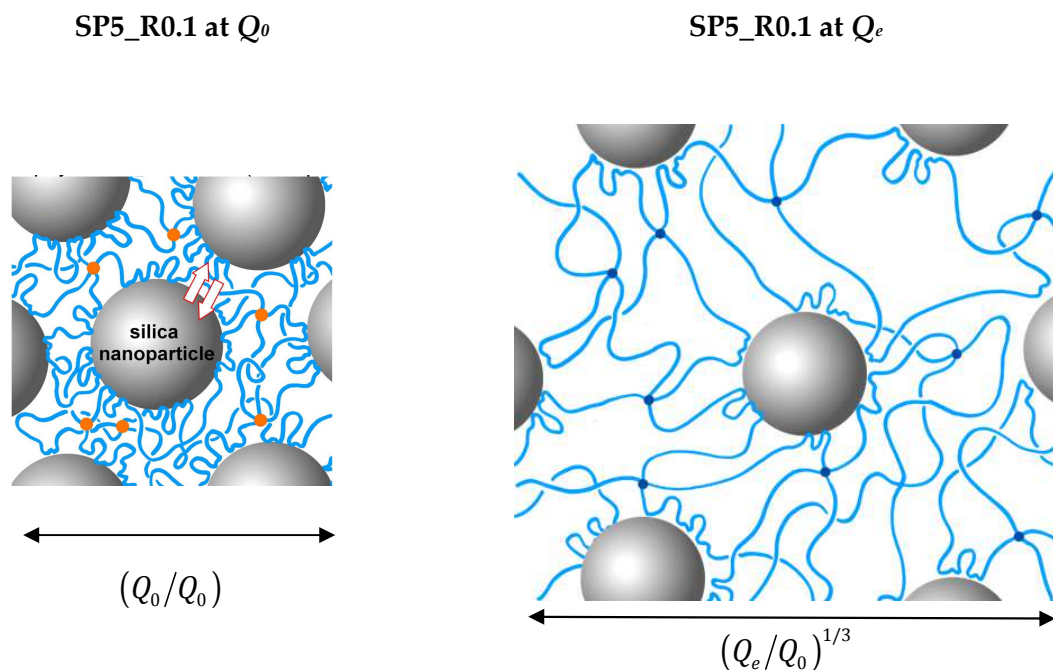 SP5_R0.1 at Q₀
SP5_R0.1 at Qₑ
silica
nanoparticle
(Q₀/Q₀)
(Qₑ/Q₀)^{1/3}